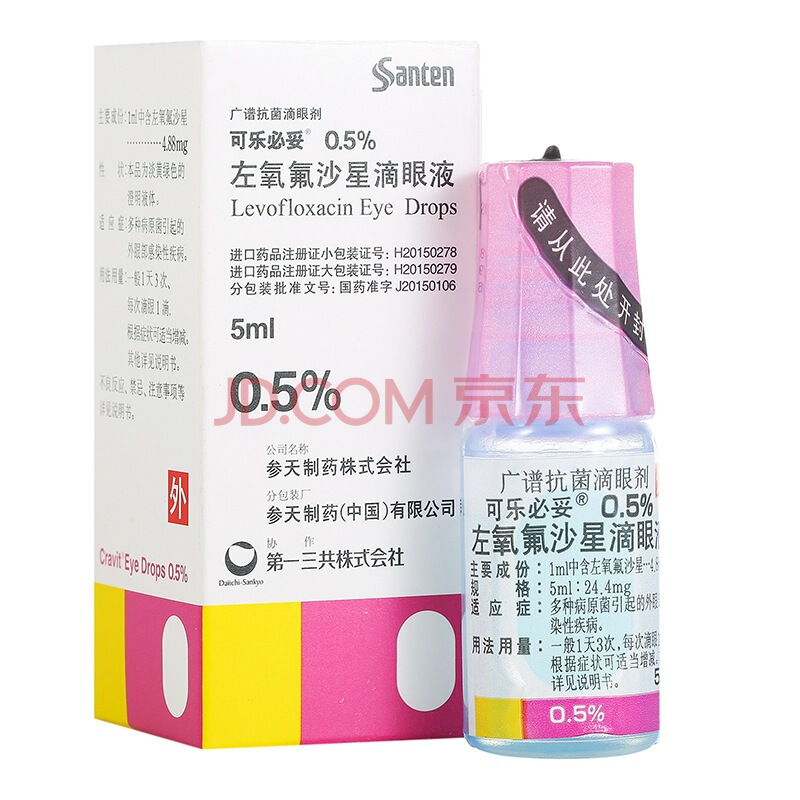 Santen
广谱抗菌滴眼剂
可乐必妥® 0.5%
左氧氟沙星滴眼液
Levofloxacin Eye Drops
进口药品注册证小包装证号: H20150278
进口药品注册证大包装证号: H20150279
分包装批准文号: 国药准字 J20150106
5ml
0.5%
公司名称
参天制药株式会社
分包装厂
参天制药(中国)有限公司
协 作
第一三共株式会社
Daiichi-Sankyo
主要成份:1ml中含左氧氟沙星
············4.88mg
性 状:本品为淡黄绿色的
澄明液体。
适 应 症:多种病原菌引起的
外眼部感染性疾病。
用法用量:一般1天3次、
每次滴眼1滴,
根据症状可适当增减。
其他详见说明书。
不良反应、禁忌、注意事项等
详见说明书。
外
Cravit® Eye Drops 0.5%
JD.COM 京东
请从此处开封
广谱抗菌滴眼剂
可乐必妥® 0.5%
左氧氟沙星滴眼液
主要成份:1ml中含左氧氟沙星···4.8
规 格:5ml:24.4mg
适 应 症:多种病原菌引起的外眼
染性疾病。
用法用量:一般1天3次,每次滴眼
根据症状可适当增减
详见说明书。
5
0.5%